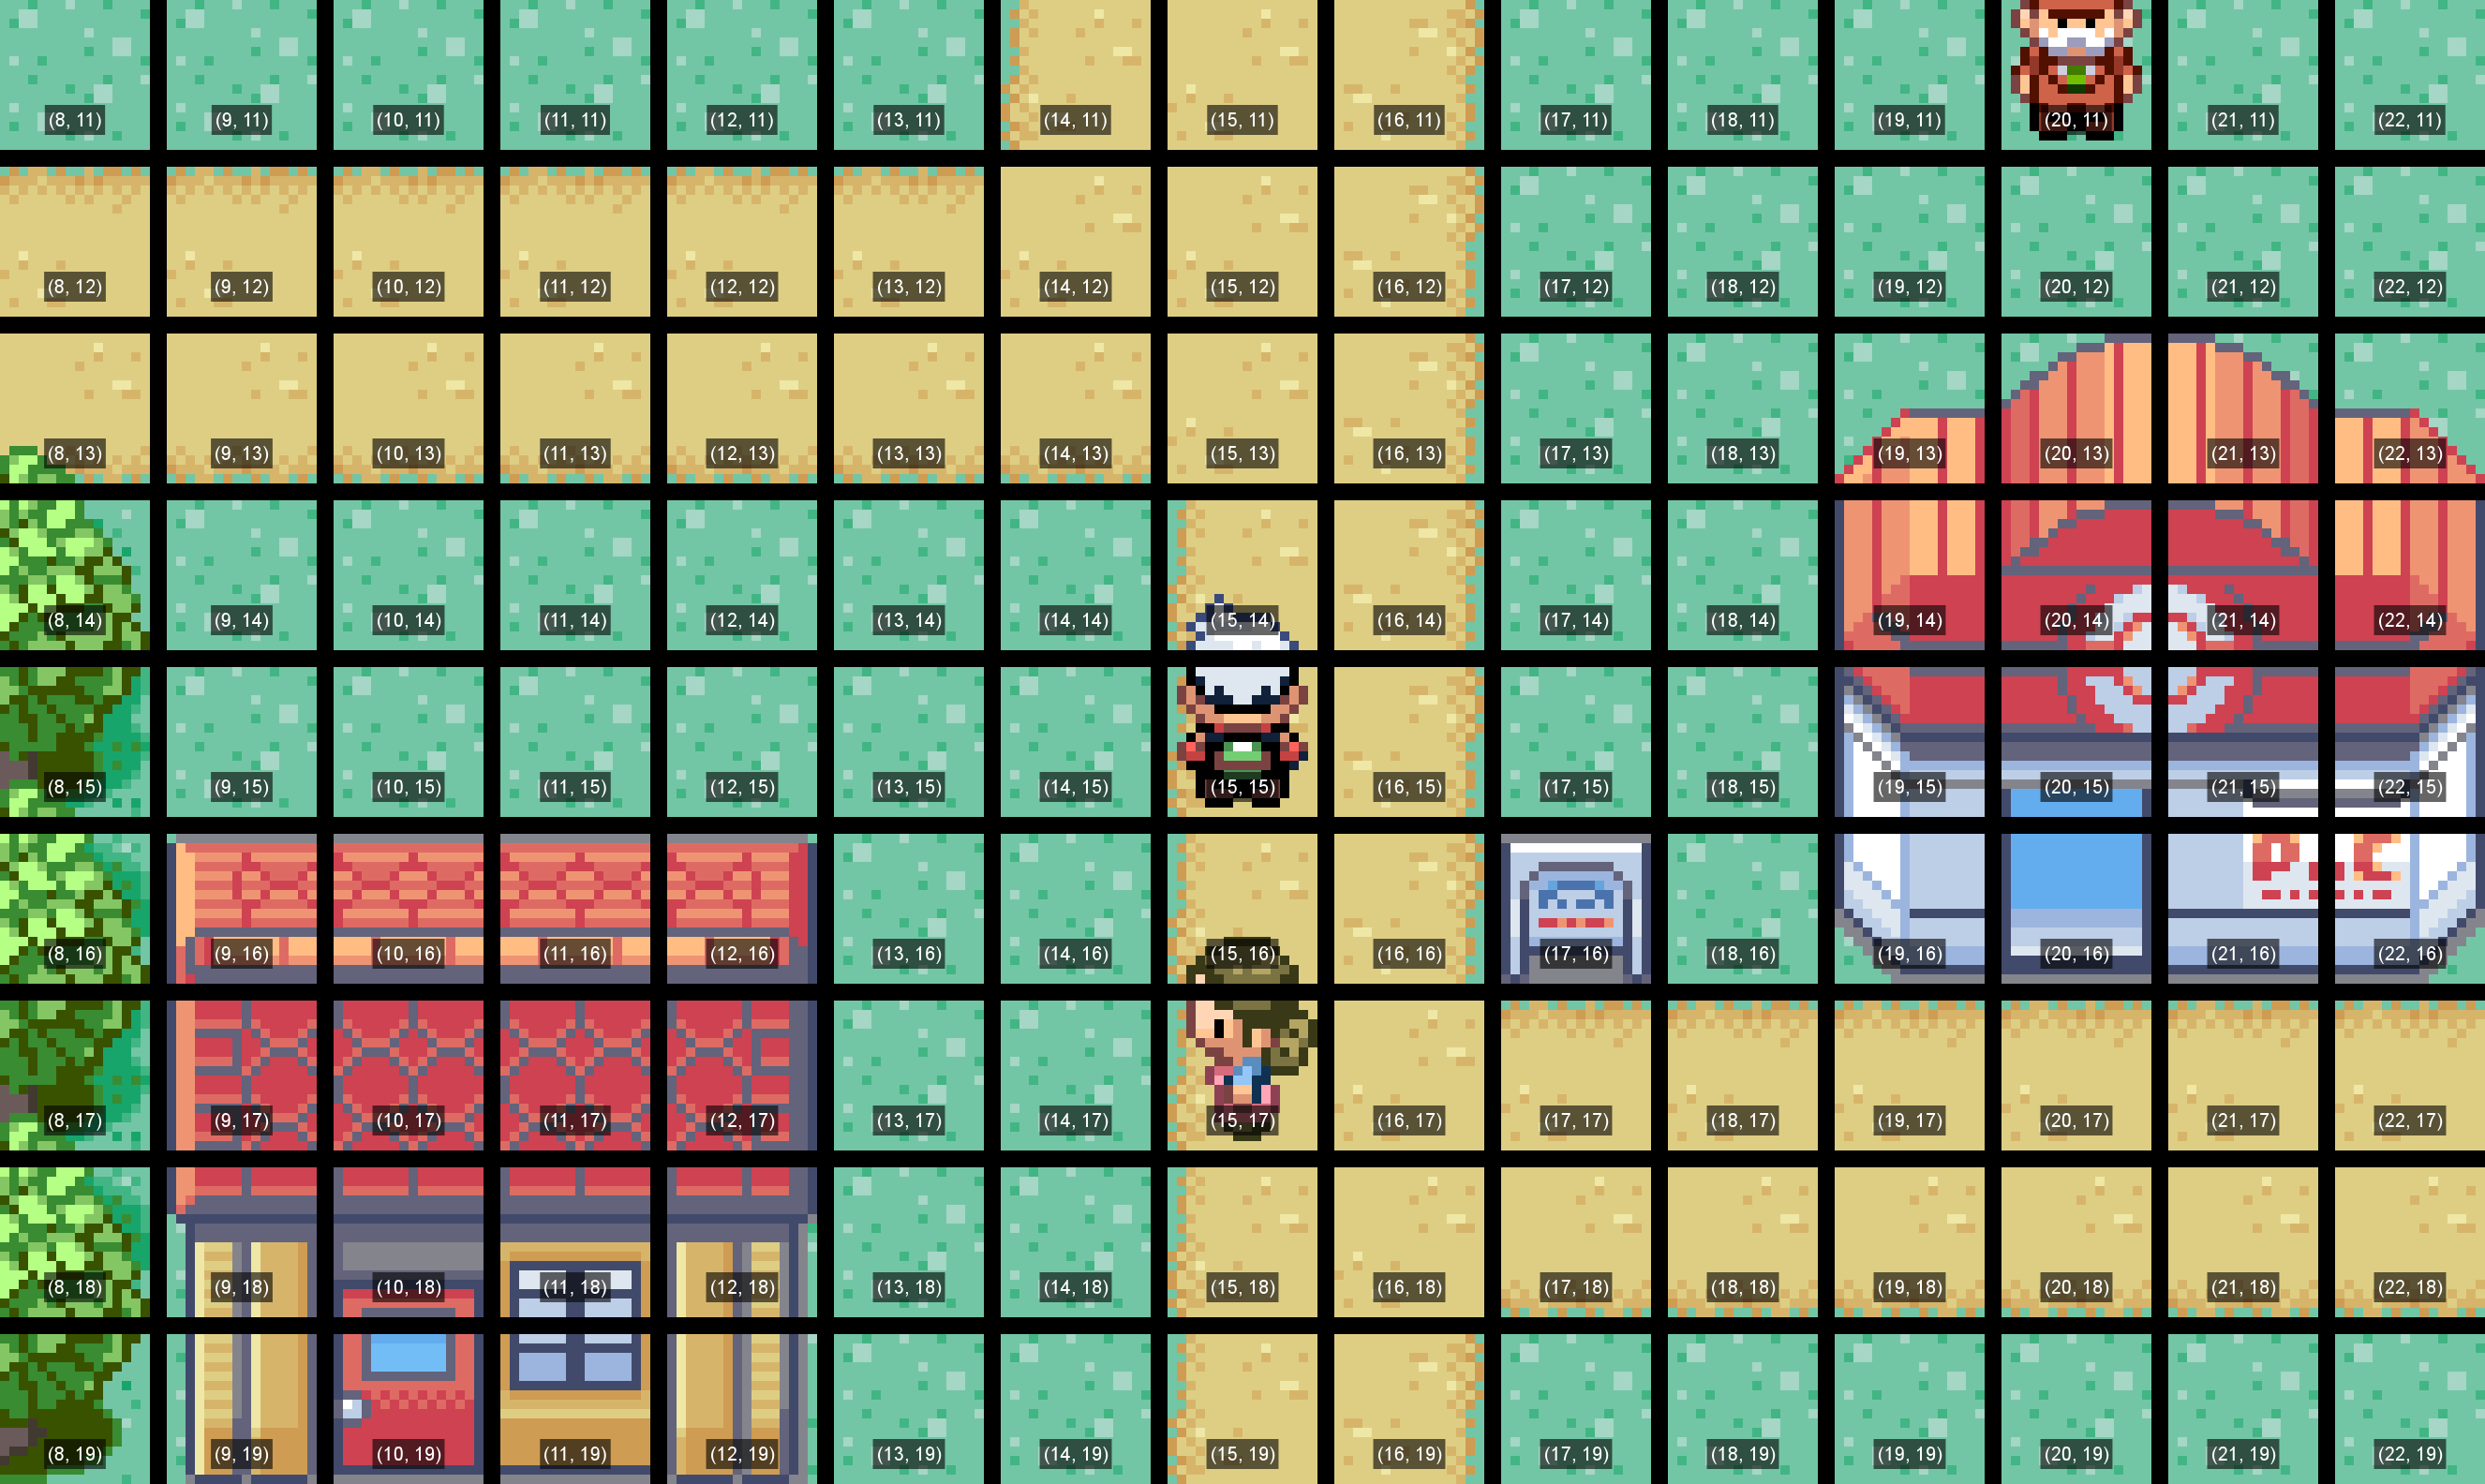 (8, 11) (9, 11) (10, 11) (11, 11) (12, 11) (13, 11) (14, 11) (15, 11) (16, 11) (17, 11) (18, 11) (19, 11) (20, 11) (21, 11) (22, 11)
(8, 12) (9, 12) (10, 12) (11, 12) (12, 12) (13, 12) (14, 12) (15, 12) (16, 12) (17, 12) (18, 12) (19, 12) (20, 12) (21, 12) (22, 12)
(8, 13) (9, 13) (10, 13) (11, 13) (12, 13) (13, 13) (14, 13) (15, 13) (16, 13) (17, 13) (18, 13) (19, 13) (20, 13) (21, 13) (22, 13)
(8, 14) (9, 14) (10, 14) (11, 14) (12, 14) (13, 14) (14, 14) (15, 14) (16, 14) (17, 14) (18, 14) (19, 14) (20, 14) (21, 14) (22, 14)
(8, 15) (9, 15) (10, 15) (11, 15) (12, 15) (13, 15) (14, 15) (15, 15) (16, 15) (17, 15) (18, 15) (19, 15) (20, 15) (21, 15) (22, 15)
P.C
(8, 16) (9, 16) (10, 16) (11, 16) (12, 16) (13, 16) (14, 16) (15, 16) (16, 16) (17, 16) (18, 16) (19, 16) (20, 16) (21, 16) (22, 16)
(8, 17) (9, 17) (10, 17) (11, 17) (12, 17) (13, 17) (14, 17) (15, 17) (16, 17) (17, 17) (18, 17) (19, 17) (20, 17) (21, 17) (22, 17)
(8, 18) (9, 18) (10, 18) (11, 18) (12, 18) (13, 18) (14, 18) (15, 18) (16, 18) (17, 18) (18, 18) (19, 18) (20, 18) (21, 18) (22, 18)
(8, 19) (9, 19) (10, 19) (11, 19) (12, 19) (13, 19) (14, 19) (15, 19) (16, 19) (17, 19) (18, 19) (19, 19) (20, 19) (21, 19) (22, 19)